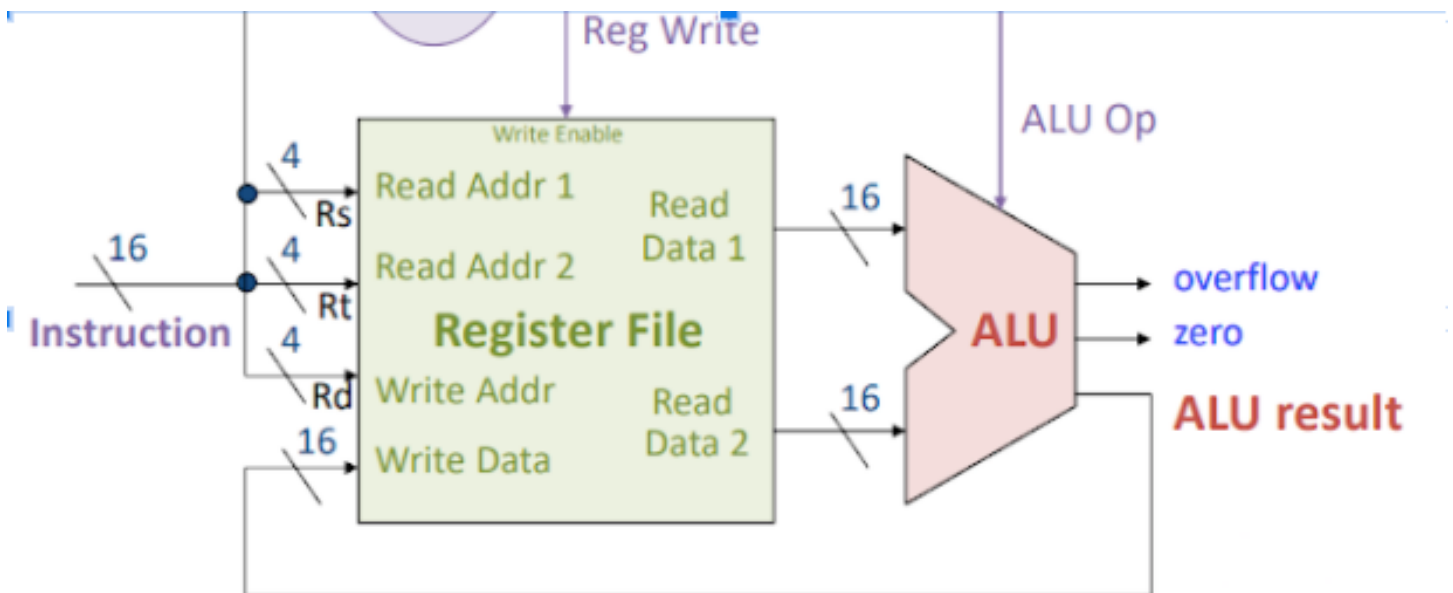 Reg Write
ALU Op
Write Enable
4
Read Addr 1
Rs
Read
Data 1
16
16
4
Read Addr 2
Rt
overflow
Instruction
Register File
ALU
zero
4
Rd
Write Addr
Read
Data 2
16
ALU result
16
Write Data